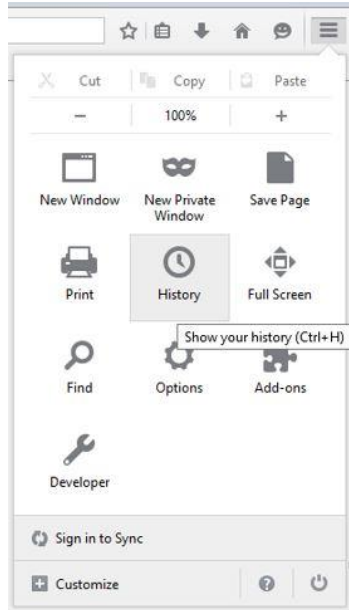 Cut Copy Paste
100%
New Window New Private Window Save Page
Print History Full Screen
Show your history (Ctrl+H)
Find Options Add-ons
Developer
Sign in to Sync
Customize